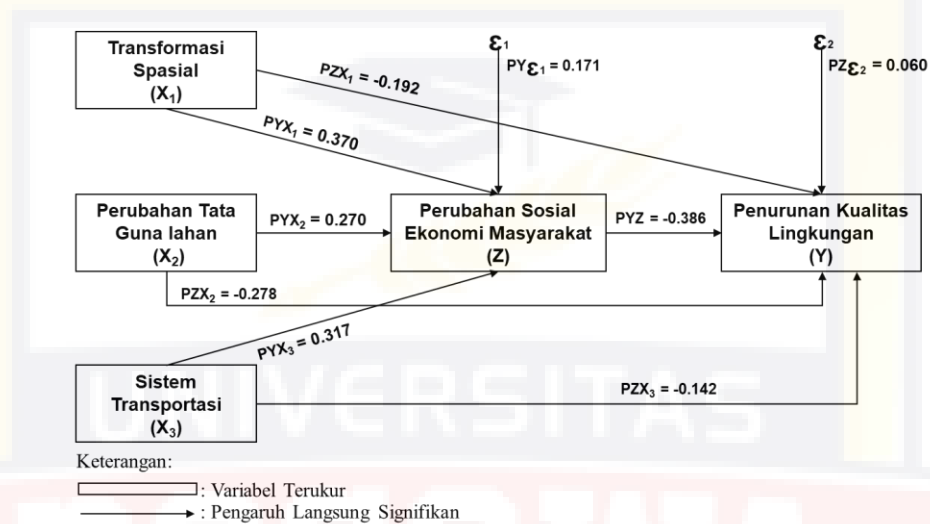 Transformasi
Spasial
(X₁)
ε₁
PYε₁ = 0.171
ε₂
PZε₂ = 0.060
PZX₁ = -0.192
PYX₁ = 0.370
Perubahan Tata
Guna lahan
(X₂)
PYX₂ = 0.270
Perubahan Sosial
Ekonomi Masyarakat
(Z)
PYZ = -0.386
Penurunan Kualitas
Lingkungan
(Y)
PZX₂ = -0.278
PYX₃ = 0.317
Sistem
Transportasi
(X₃)
PZX₃ = -0.142
UNIVERSITAS
Keterangan:
: Variabel Terukur
: Pengaruh Langsung Signifikan